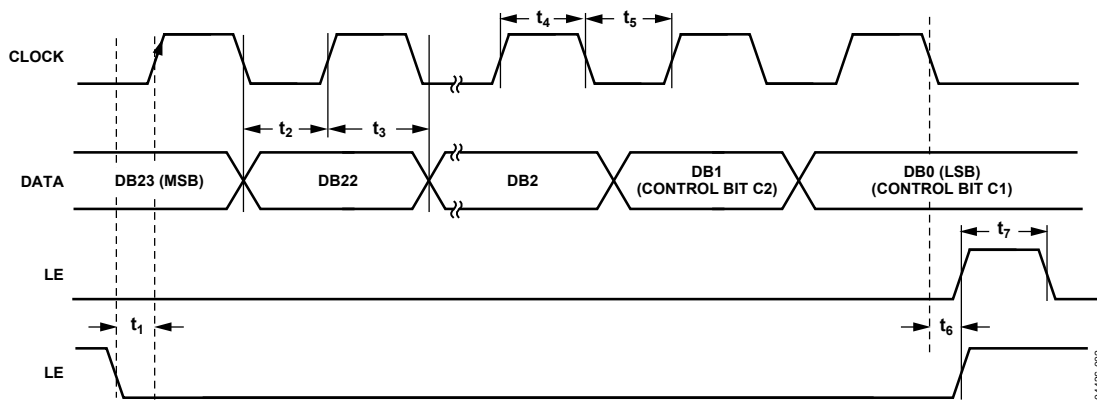 t4
t5
CLOCK
t2
t3
DATA
DB23 (MSB)
DB22
DB2
DB1
(CONTROL BIT C2)
DB0 (LSB)
(CONTROL BIT C1)
t7
LE
t1
t6
LE